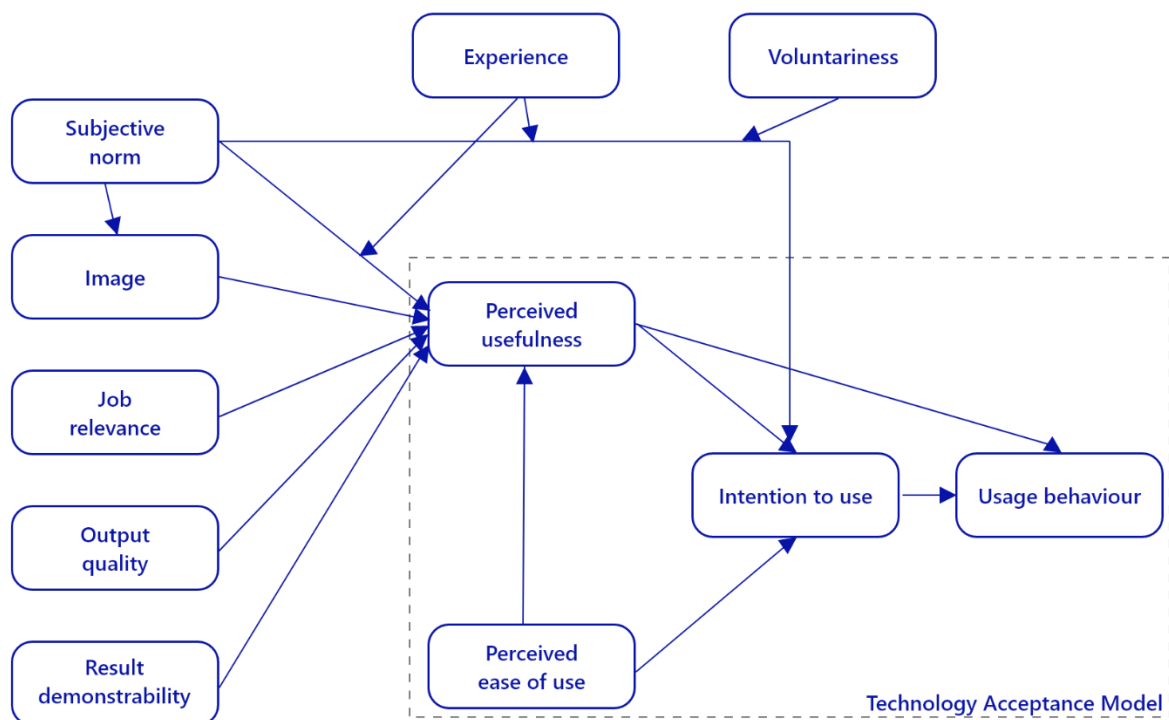 Experience
Voluntariness
Subjective
norm
Image
Perceived
usefulness
Job
relevance
Intention to use
Usage behaviour
Output
quality
Perceived
ease of use
Result
demonstrability
Technology Acceptance Model